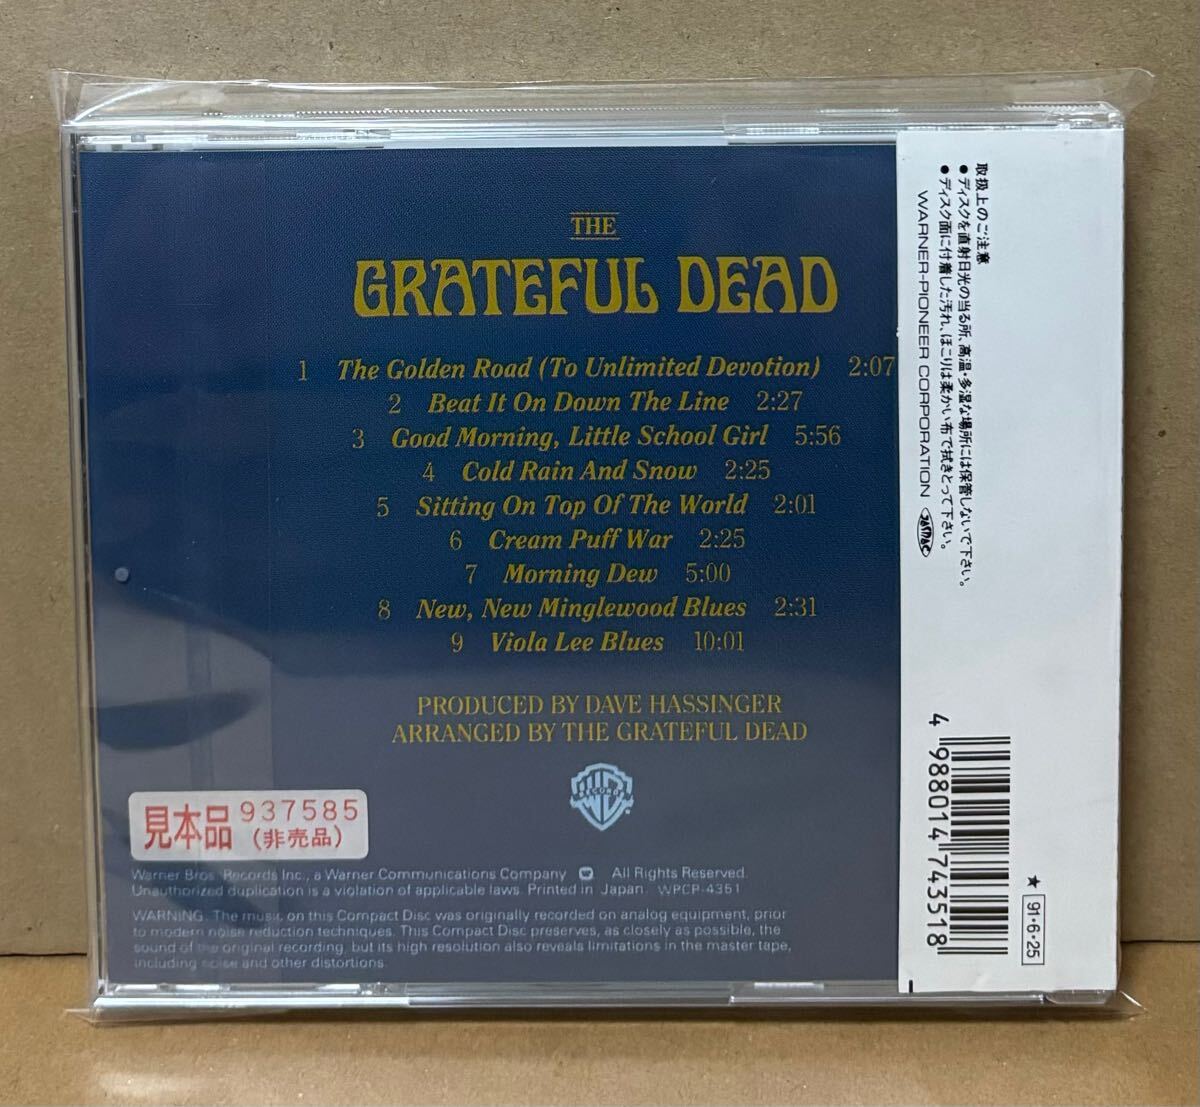 THE
GRATEFUL DEAD
1 The Golden Road (To Unlimited Devotion) 2:07
2 Beat It On Down The Line 2:27
3 Good Morning, Little School Girl 5:56
4 Cold Rain And Snow 2:25
5 Sitting On Top Of The World 2:01
6 Cream Puff War 2:25
7 Morning Dew 5:00
8 New, New Minglewood Blues 2:31
9 Viola Lee Blues 10:01
PRODUCED BY DAVE HASSINGER
ARRANGED BY THE GRATEFUL DEAD
WB
RECORDS
見本品 937585
(非売品)
Warner Bros. Records Inc., a Warner Communications Company All Rights Reserved.
Unauthorized duplication is a violation of applicable laws. Printed in Japan. WPCP-4351
WARNING: The music on this Compact Disc was originally recorded on analog equipment, prior
to modern noise reduction techniques. This Compact Disc preserves, as closely as possible, the
sound of the original recording, but its high resolution also reveals limitations in the master tape,
including noise and other distortions.
取扱上のご注意
●ディスクを直射日光の当る所、高温・多湿な場所には保管しないで下さい。
●ディスク面に付着した汚れ、ほこりは柔かい布で拭きとって下さい。
WARNER-PIONEER CORPORATION JASRAC
4 988014 743518
★ 91・6・25